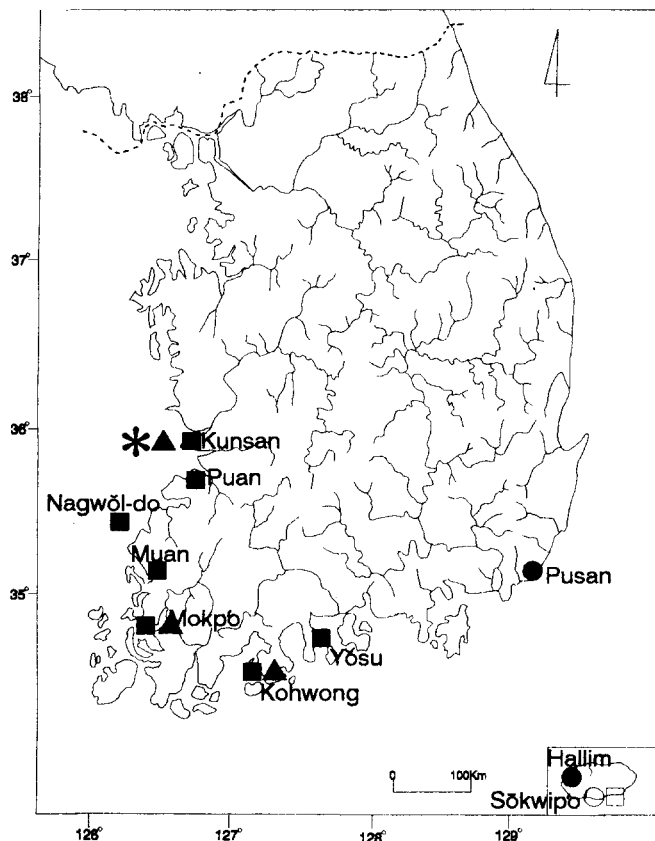 38°
37°
36°
Kunsan
Puan
Nagwŏl-do
Muan
35°
Pusan
Mokpo
Yŏsu
Kohwong
Hallim
0 100Km
Sŏkwipo
126° 127° 128° 129°